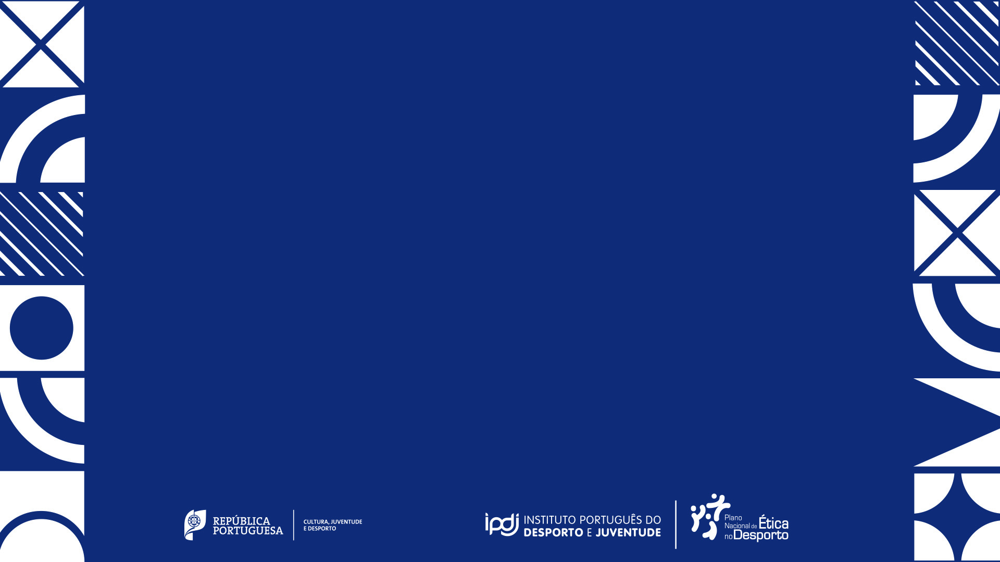 REPÚBLICA
PORTUGUESA
CULTURA, JUVENTUDE
E DESPORTO
ipdj
INSTITUTO PORTUGUÊS DO
DESPORTO E JUVENTUDE
Plano
Nacional de Ética
no Desporto